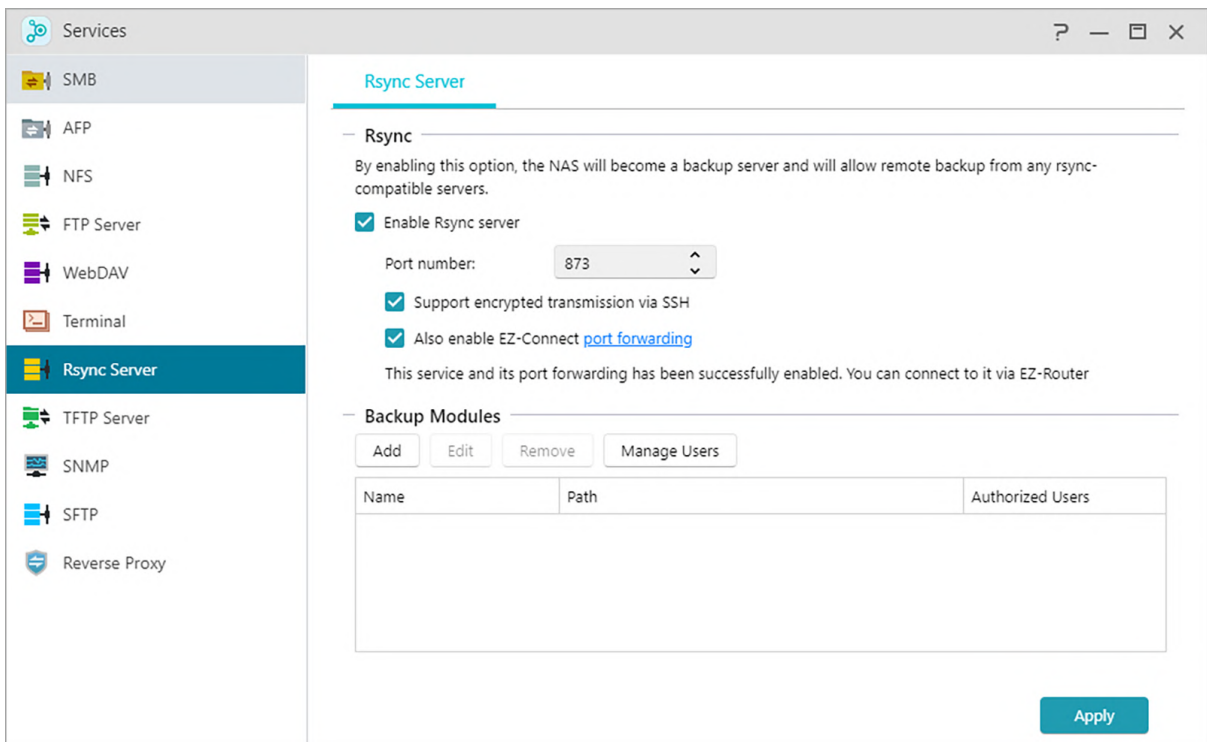 Services
SMB
AFP
NFS
FTP Server
WebDAV
Terminal
Rsync Server
TFTP Server
SNMP
SFTP
Reverse Proxy
Rsync Server
Rsync
By enabling this option, the NAS will become a backup server and will allow remote backup from any rsync-
compatible servers.
Enable Rsync server
Port number: 873
Support encrypted transmission via SSH
Also enable EZ-Connect port forwarding
This service and its port forwarding has been successfully enabled. You can connect to it via EZ-Router
Backup Modules
Add Edit Remove Manage Users
Name Path Authorized Users
Apply